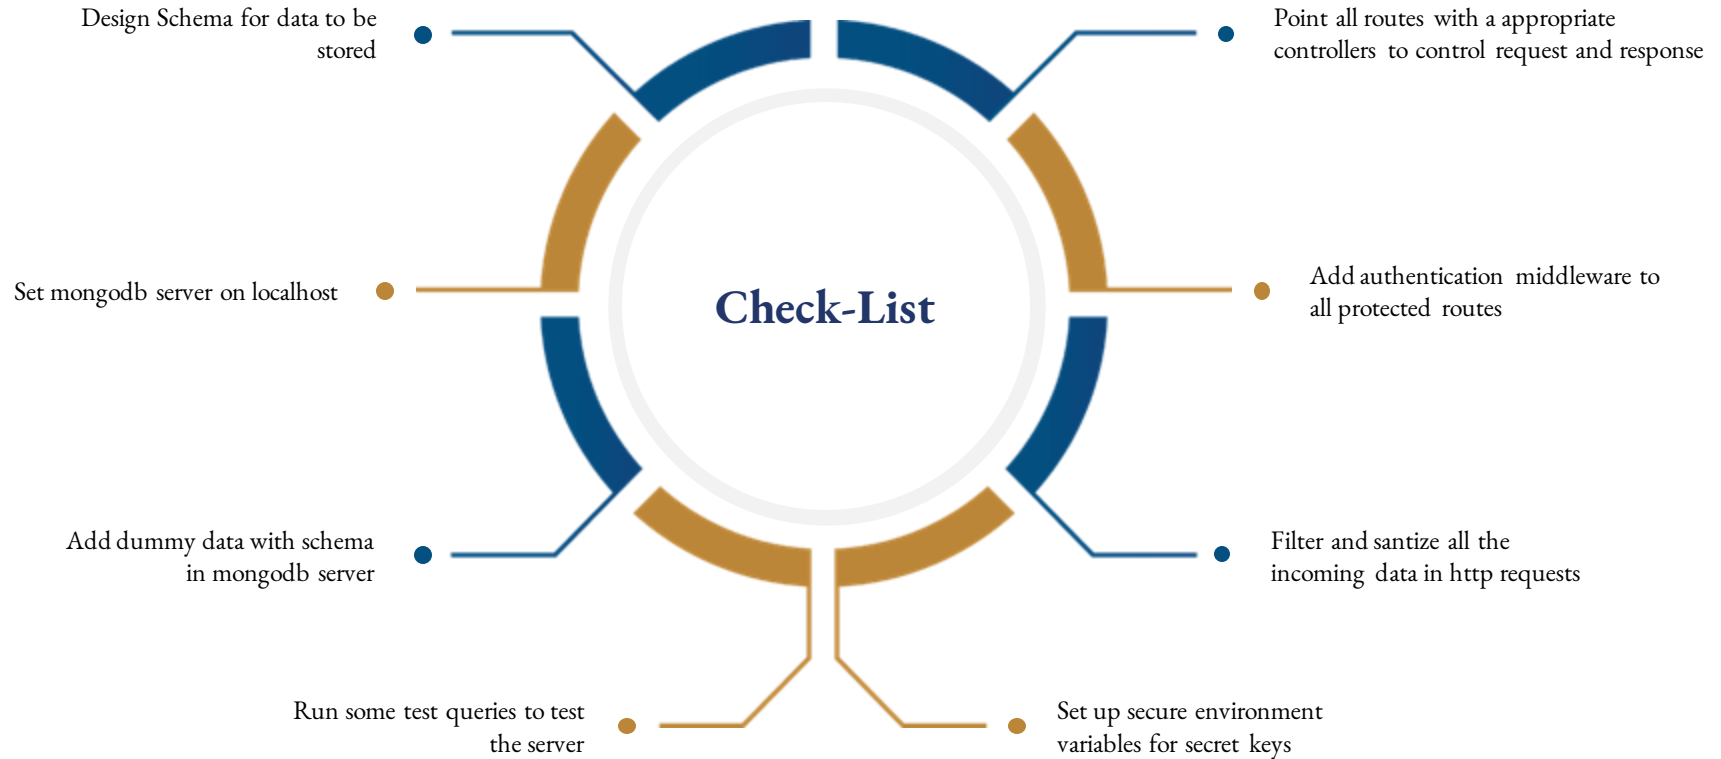 Design Schema for data to be
stored
Point all routes with a appropriate
controllers to control request and response
Set mongodb server on localhost
Check-List
Add authentication middleware to
all protected routes
Add dummy data with schema
in mongodb server
Filter and santize all the
incoming data in http requests
Run some test queries to test
the server
Set up secure environment
variables for secret keys